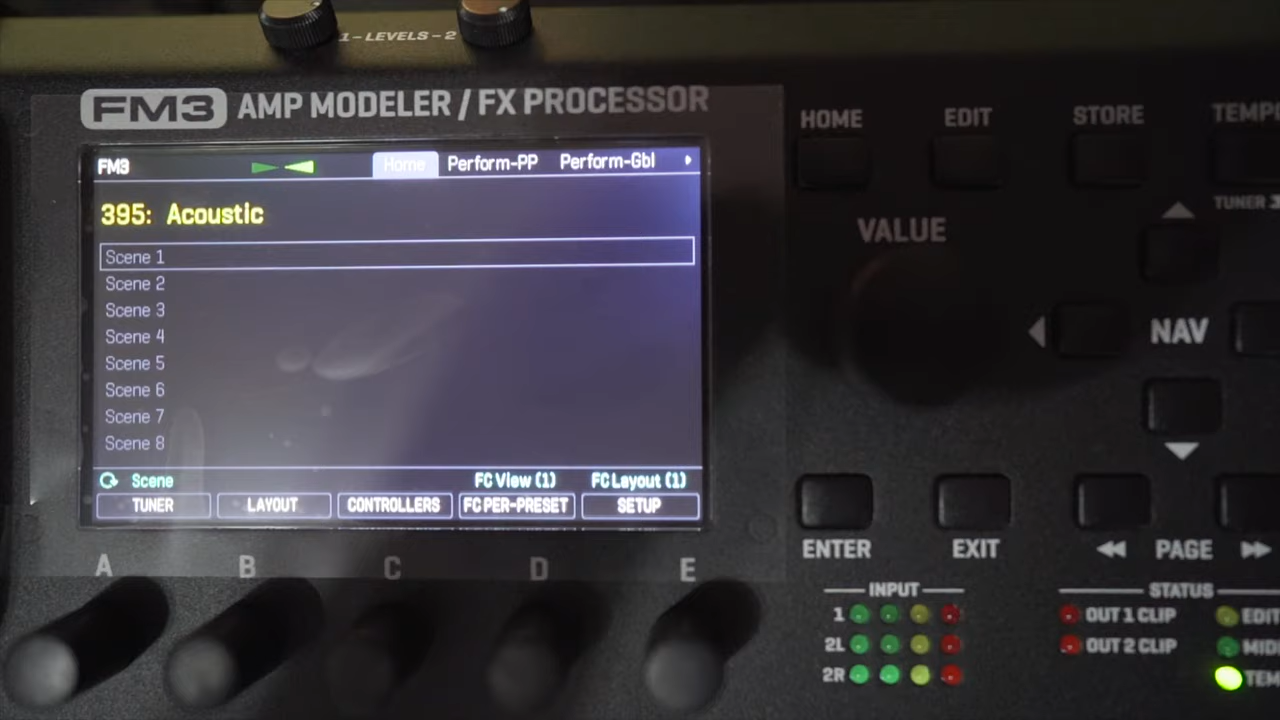 1 - LEVELS - 2
FM3 AMP MODELER / FX PROCESSOR
HOME EDIT STORE
FM3 Home Perform-PP Perform-Gbl
TUNER
395: Acoustic
VALUE
Scene 1
Scene 2
Scene 3
Scene 4
Scene 5
Scene 6
Scene 7
Scene 8
NAV
Scene FC View (1) FC Layout (1)
TUNER LAYOUT CONTROLLERS FC PER-PRESET SETUP
ENTER EXIT PAGE
A B C D E
INPUT STATUS
1 OUT 1 CLIP EDIT
2L OUT 2 CLIP
2R